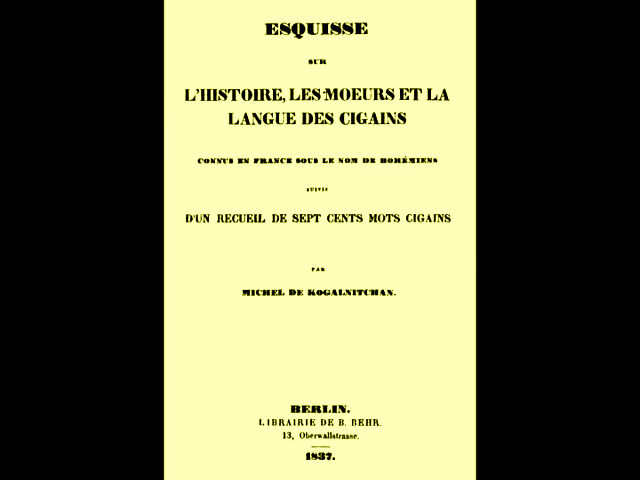 ESQUISSE
SUR
L'HISTOIRE, LES MOEURS ET LA
LANGUE DES CIGAINS
CONNUS EN FRANCE SOUS LE NOM DE BOHÉMIENS
SUIVIE
D'UN RECUEIL DE SEPT CENTS MOTS CIGAINS
PAR
MICHEL DE KOGALNITCHAN.
BERLIN.
LIBRAIRIE DE B. BEHR.
13, Oberwallstrasse.
1837.